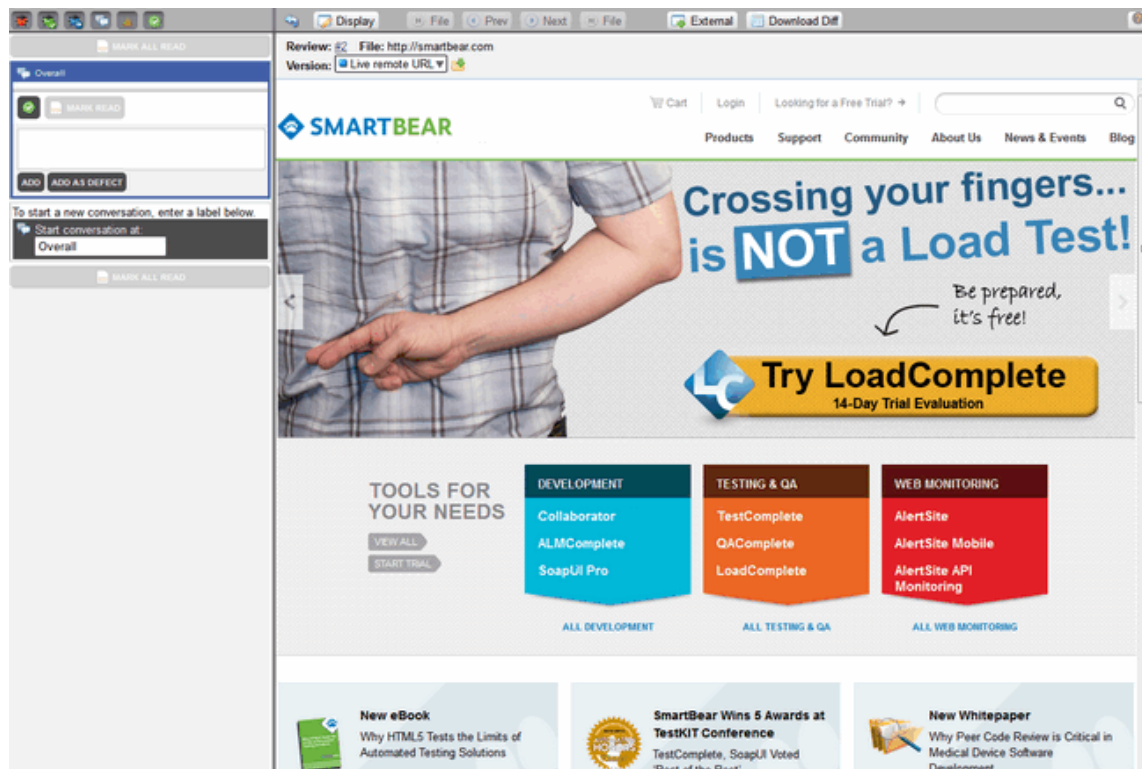 Display
File
Prev
Next
File
External
Download Diff
MARK ALL READ
Overall
MARK READ
ADD
ADD AS DEFECT
To start a new conversation, enter a label below.
Start conversation at:
Overall
MARK ALL READ
Review: #2 File: http://smartbear.com
Version: Live remote URL
Cart
Login
Looking for a Free Trial?
SMARTBEAR
Products
Support
Community
About Us
News & Events
Blog
Crossing your fingers...
is NOT a Load Test!
Be prepared,
it's free!
LC
Try LoadComplete
14-Day Trial Evaluation
TOOLS FOR
YOUR NEEDS
VIEW ALL
START TRIAL
DEVELOPMENT
Collaborator
ALMComplete
SoapUI Pro
ALL DEVELOPMENT
TESTING & QA
TestComplete
QAComplete
LoadComplete
ALL TESTING & QA
WEB MONITORING
AlertSite
AlertSite Mobile
AlertSite API
Monitoring
ALL WEB MONITORING
New eBook
Why HTML5 Tests the Limits of
Automated Testing Solutions
SmartBear Wins 5 Awards at
TestKIT Conference
TestComplete, SoapUI Voted
'Best of the Best'
New Whitepaper
Why Peer Code Review is Critical in
Medical Device Software
Development